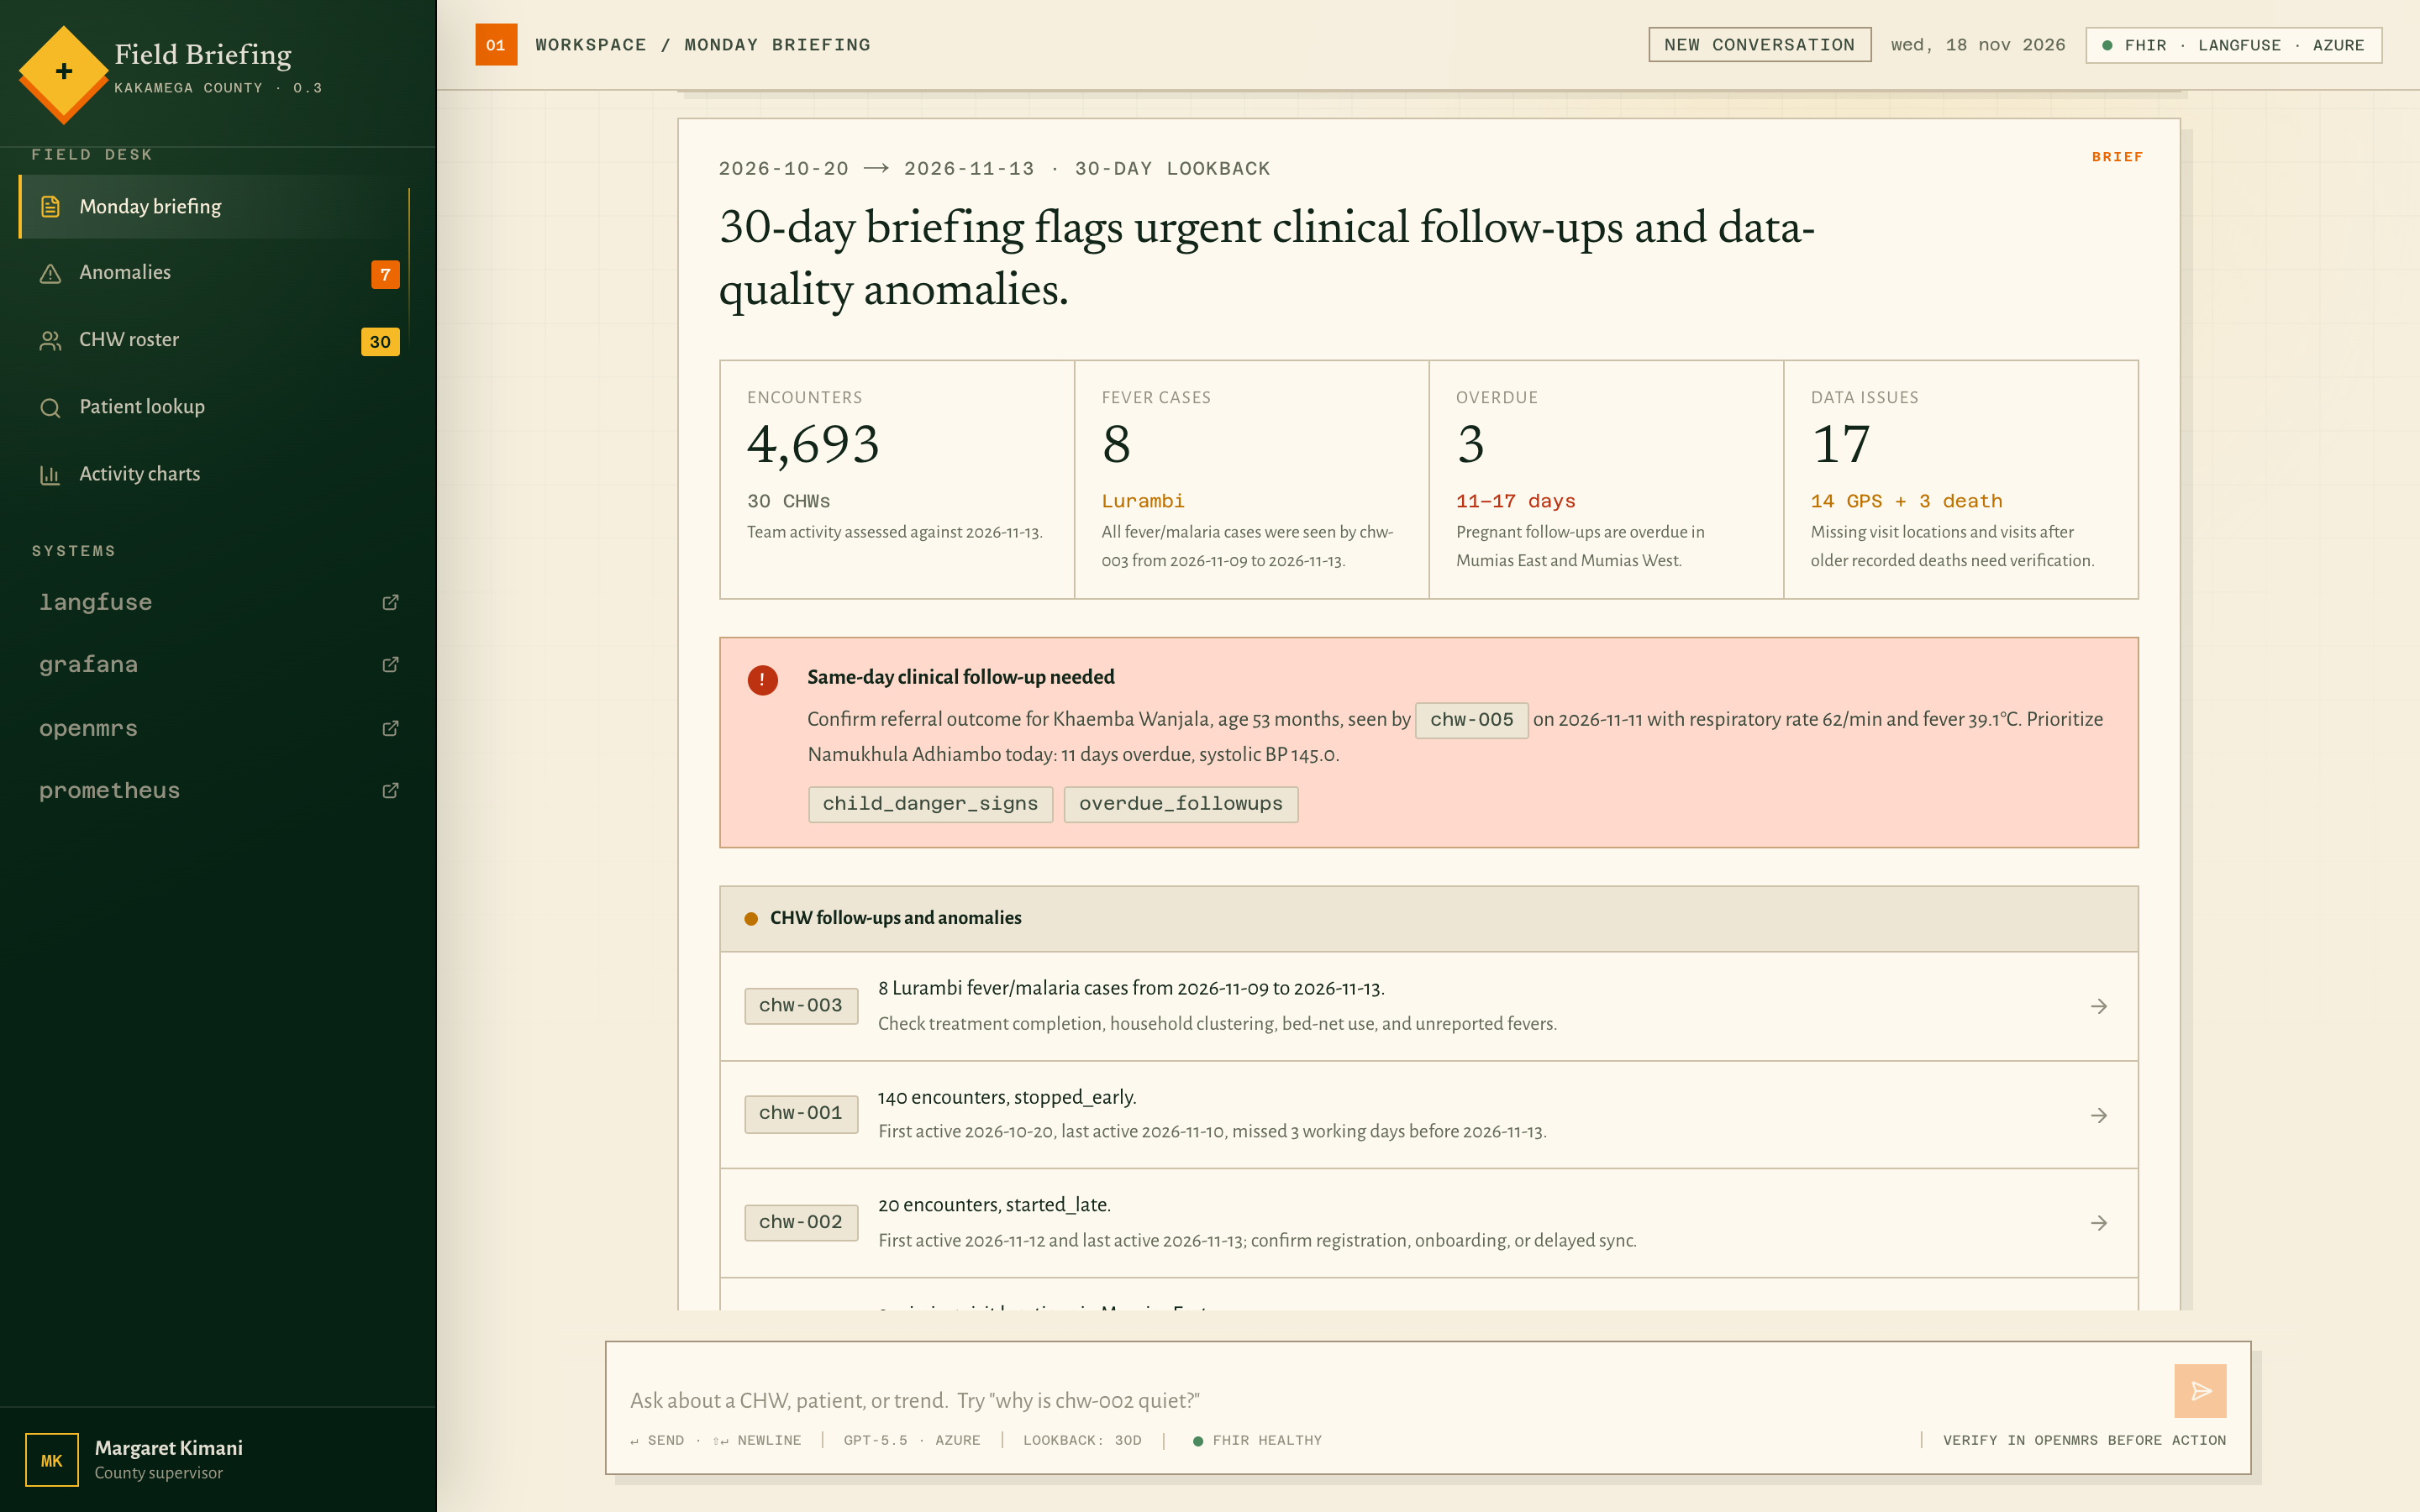 +
Field Briefing
KAKAMEGA COUNTY · 0.3
FIELD DESK
Monday briefing
Anomalies 7
CHW roster 30
Patient lookup
Activity charts
SYSTEMS
langfuse
grafana
openmrs
prometheus
MK
Margaret Kimani
County supervisor
01 WORKSPACE / MONDAY BRIEFING
NEW CONVERSATION wed, 18 nov 2026 FHIR · LANGFUSE · AZURE
2026-10-20 → 2026-11-13 · 30-DAY LOOKBACK
BRIEF
30-day briefing flags urgent clinical follow-ups and data-
quality anomalies.
ENCOUNTERS
4,693
30 CHWs
Team activity assessed against 2026-11-13.
FEVER CASES
8
Lurambi
All fever/malaria cases were seen by chw-
003 from 2026-11-09 to 2026-11-13.
OVERDUE
3
11–17 days
Pregnant follow-ups are overdue in
Mumias East and Mumias West.
DATA ISSUES
17
14 GPS + 3 death
Missing visit locations and visits after
older recorded deaths need verification.
!
Same-day clinical follow-up needed
Confirm referral outcome for Khaemba Wanjala, age 53 months, seen by chw-005 on 2026-11-11 with respiratory rate 62/min and fever 39.1°C. Prioritize
Namukhula Adhiambo today: 11 days overdue, systolic BP 145.0.
child_danger_signs overdue_followups
CHW follow-ups and anomalies
chw-003
8 Lurambi fever/malaria cases from 2026-11-09 to 2026-11-13.
Check treatment completion, household clustering, bed-net use, and unreported fevers.
chw-001
140 encounters, stopped_early.
First active 2026-10-20, last active 2026-11-10, missed 3 working days before 2026-11-13.
chw-002
20 encounters, started_late.
First active 2026-11-12 and last active 2026-11-13; confirm registration, onboarding, or delayed sync.
Ask about a CHW, patient, or trend. Try "why is chw-002 quiet?"
↵ SEND · ⇧↵ NEWLINE | GPT-5.5 · AZURE | LOOKBACK: 30D | FHIR HEALTHY | VERIFY IN OPENMRS BEFORE ACTION